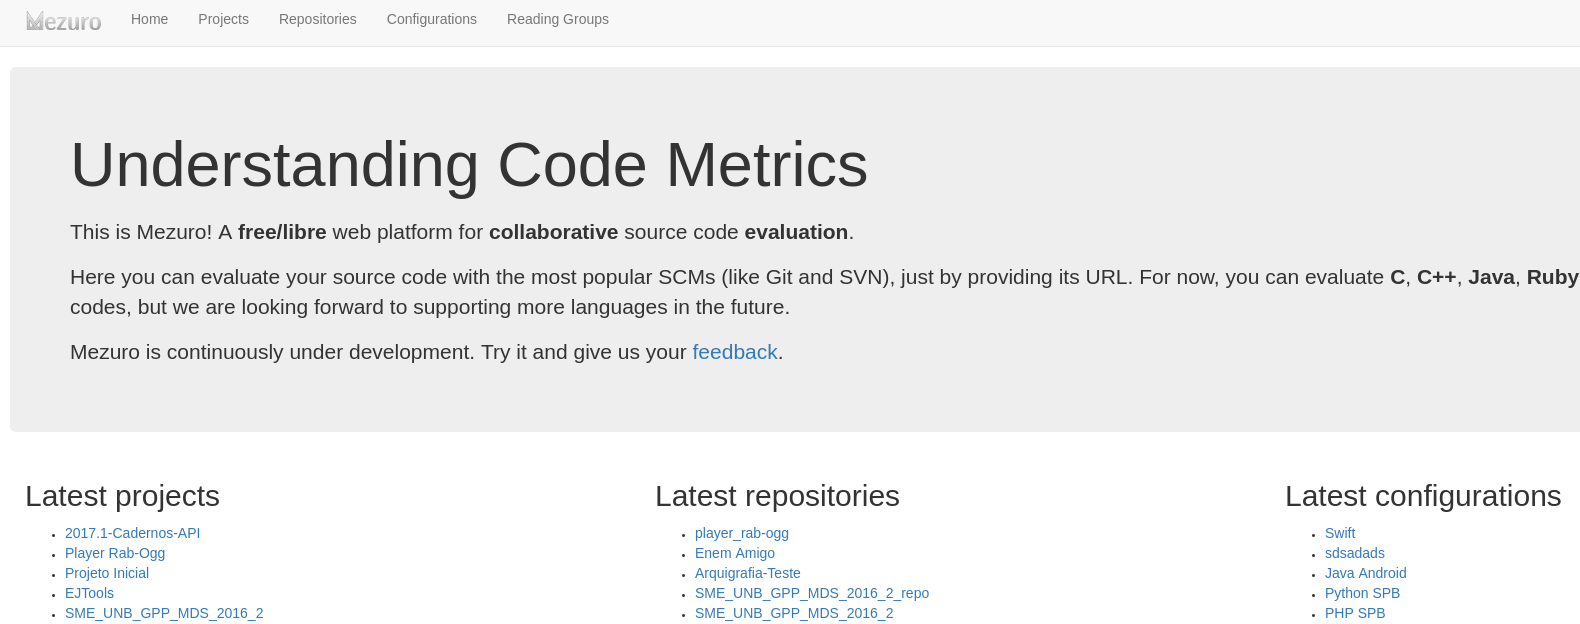 Mezuro Home Projects Repositories Configurations Reading Groups
Understanding Code Metrics
This is Mezuro! A free/libre web platform for collaborative source code evaluation.
Here you can evaluate your source code with the most popular SCMs (like Git and SVN), just by providing its URL. For now, you can evaluate C, C++, Java, Ruby
codes, but we are looking forward to supporting more languages in the future.
Mezuro is continuously under development. Try it and give us your feedback.
Latest projects
2017.1-Cadernos-API
Player Rab-Ogg
Projeto Inicial
EJTools
SME_UNB_GPP_MDS_2016_2
Latest repositories
player_rab-ogg
Enem Amigo
Arquigrafia-Teste
SME_UNB_GPP_MDS_2016_2_repo
SME_UNB_GPP_MDS_2016_2
Latest configurations
Swift
sdsadads
Java Android
Python SPB
PHP SPB